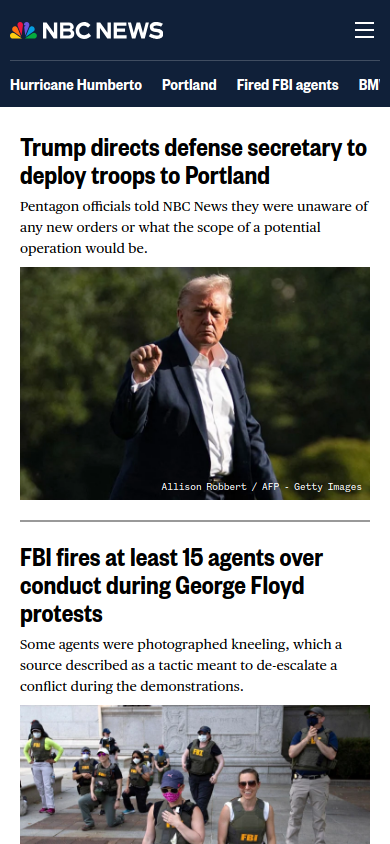 NBC NEWS
Hurricane Humberto Portland Fired FBI agents BM
Trump directs defense secretary to
deploy troops to Portland
Pentagon officials told NBC News they were unaware of
any new orders or what the scope of a potential
operation would be.
Allison Robbert / AFP - Getty Images
FBI fires at least 15 agents over
conduct during George Floyd
protests
Some agents were photographed kneeling, which a
source described as a tactic meant to de-escalate a
conflict during the demonstrations.
FBI
FBI
FBI